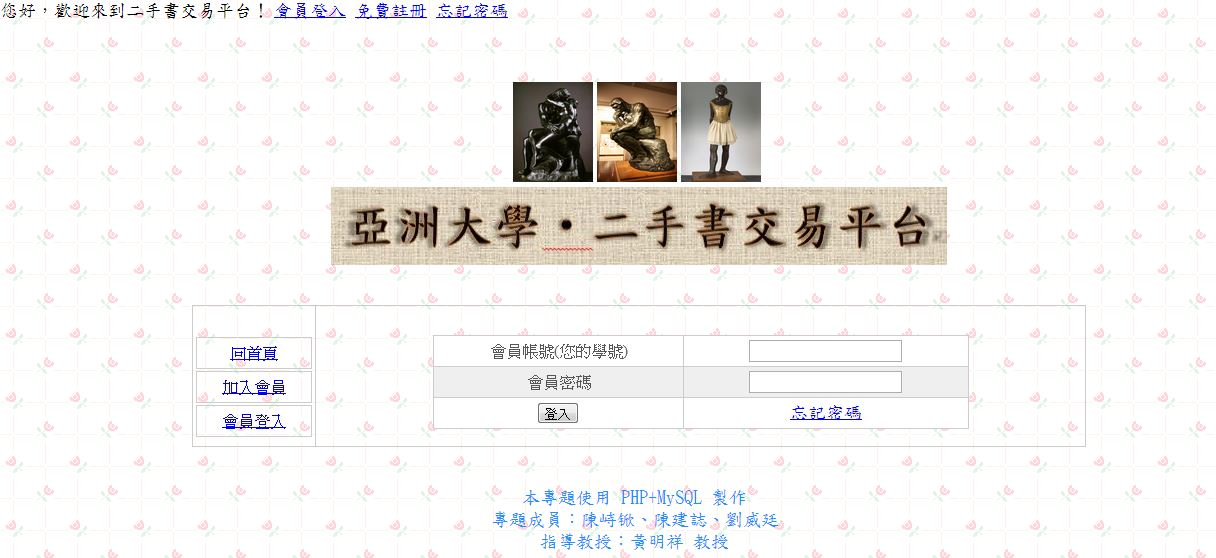 您好，歡迎來到二手書交易平台！ 會員登入 免費註冊 忘記密碼
亞洲大學・二手書交易平台
回首頁
加入會員
會員登入
會員帳號(您的學號)
會員密碼
登入 忘記密碼
本專題使用 PHP+MySQL 製作
專題成員：陳峙锨、陳建誌、劉威廷
指導教授：黃明祥 教授